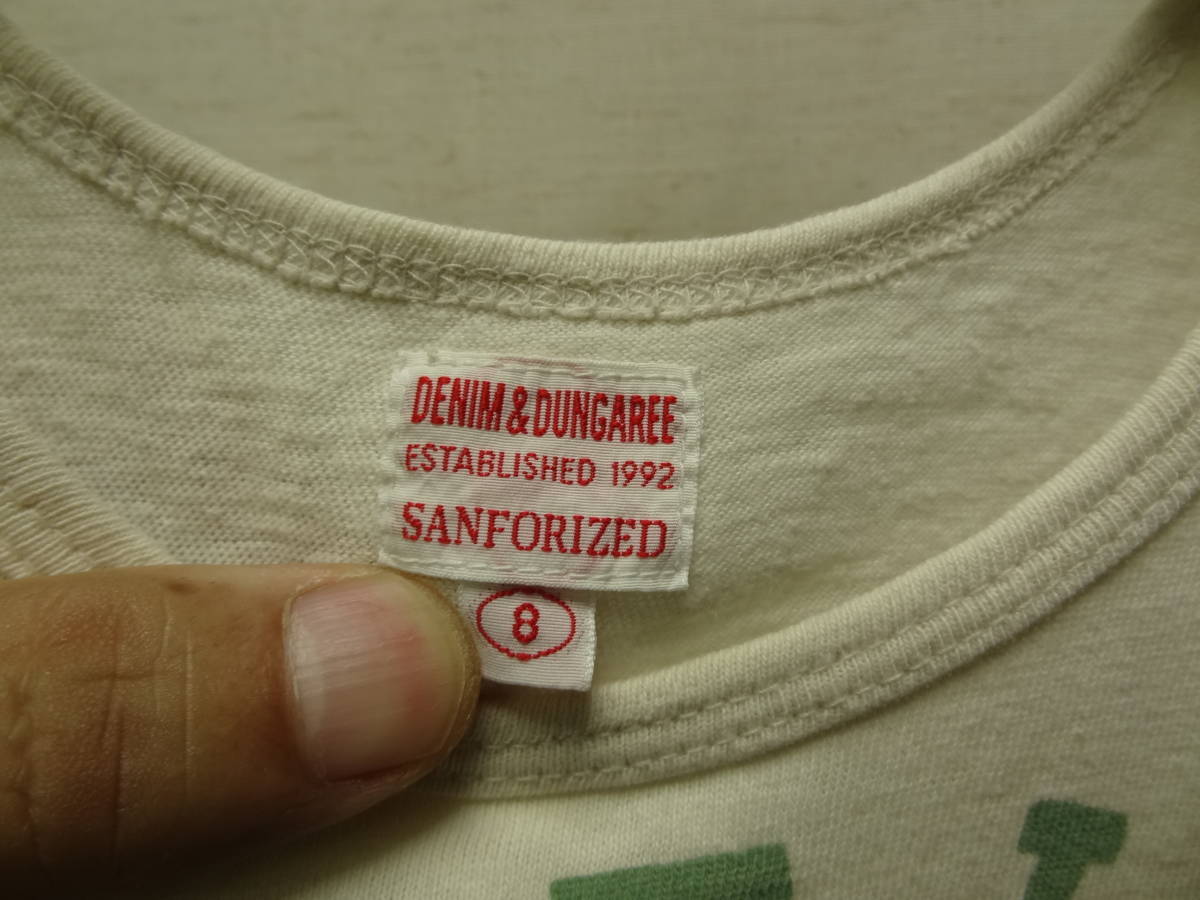 DENIM & DUNGAREE
ESTABLISHED 1992
SANFORIZED
8